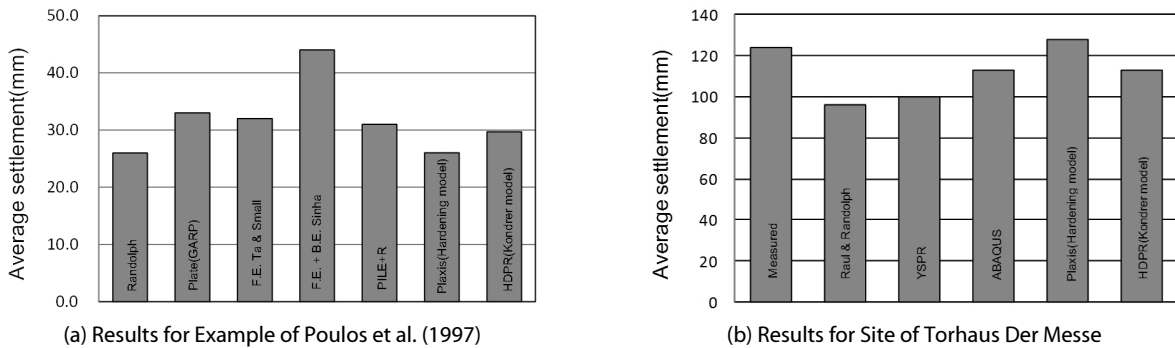 Average settlement(mm)
50.0
40.0
30.0
20.0
10.0
0.0
Randolph
Plate(GARP)
F.E. Ta & Small
F.E. + B.E. Sinha
PILE+R
Plaxis(Hardening model)
HDPR(Kondrer model)
(a) Results for Example of Poulos et al. (1997)
Average settlement(mm)
140
120
100
80
60
40
20
0
Measured
Raul & Randolph
YSPR
ABAQUS
Plaxis(Hardening model)
HDPR(Kondrer model)
(b) Results for Site of Torhaus Der Messe